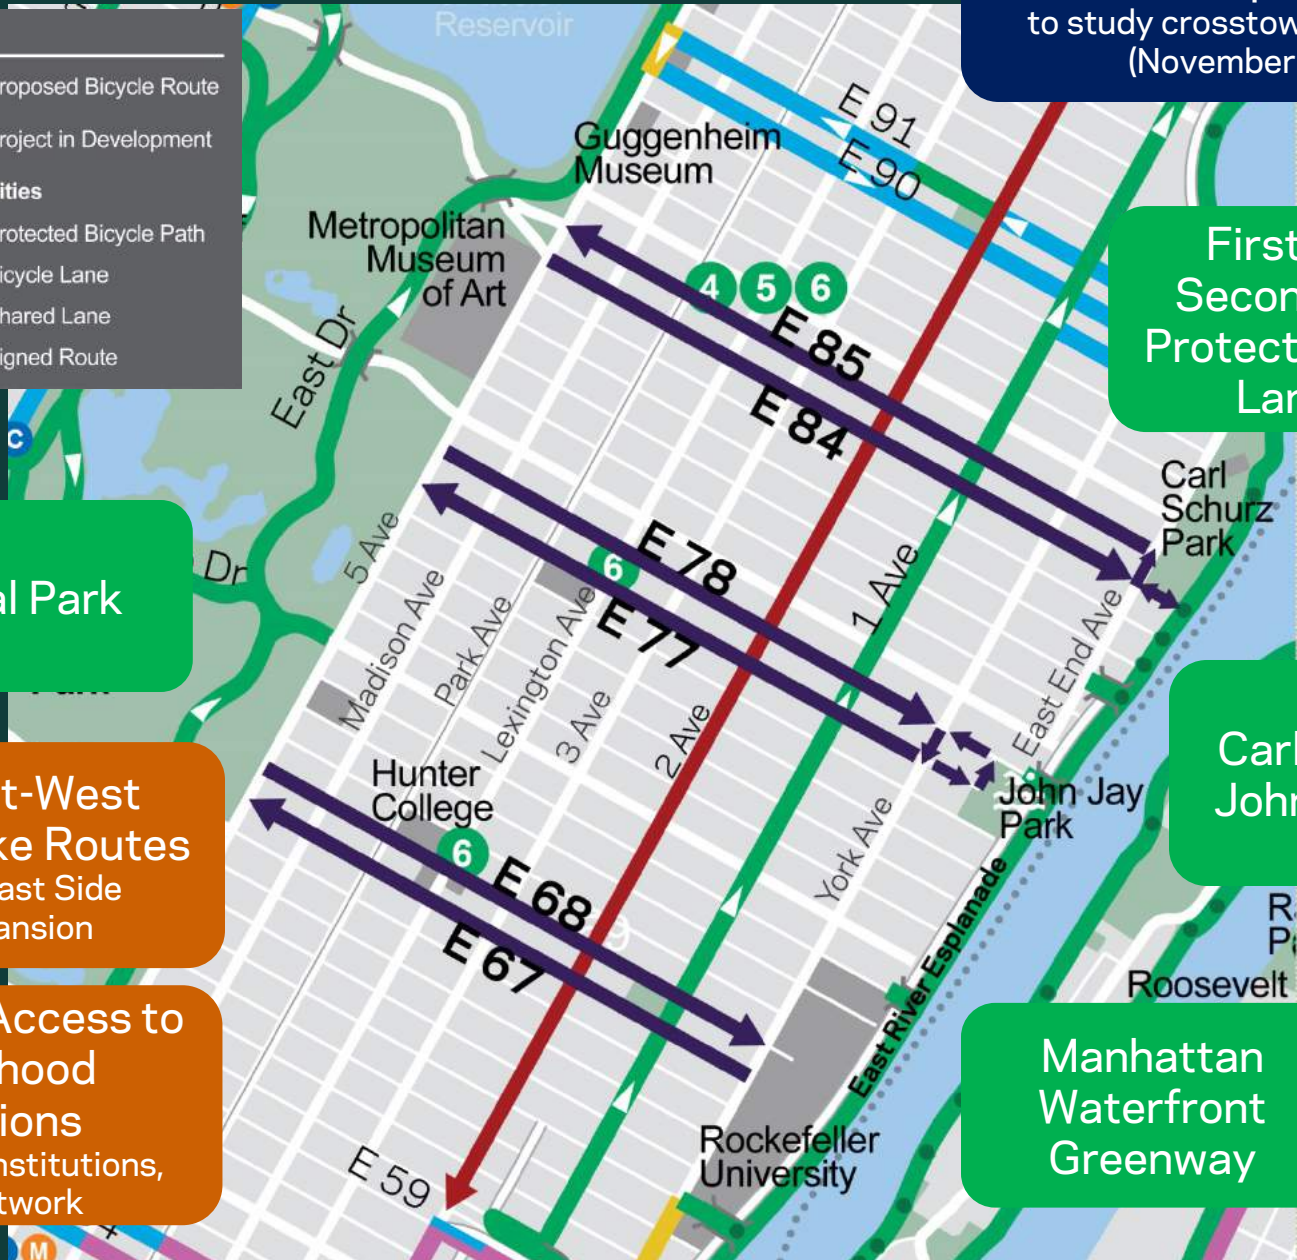 Reservoir
to study crosstow
(November
roposed Bicycle Route
roject in Development
ities
rotected Bicycle Path
icycle Lane
hared Lane
igned Route
E 91
E 90
Guggenheim
Museum
Metropolitan
Museum
of Art
4 5 6
E 85
E 84
First
Secon
Protect
Lar
East Dr
C
Carl
Schurz
Park
al Park
Dr
5 Ave
Madison Ave
Park Ave
Lexington Ave
3 Ave
2 Ave
1 Ave
6
E 78
E 77
East End Ave
York Ave
John Jay
Park
Carl
John
t-West
ke Routes
ast Side
ansion
Hunter
College
6
E 68
E 67
East River Esplanade
Roosevelt
Access to
hood
ions
nstitutions,
twork
Manhattan
Waterfront
Greenway
Rockefeller
University
E 59
M